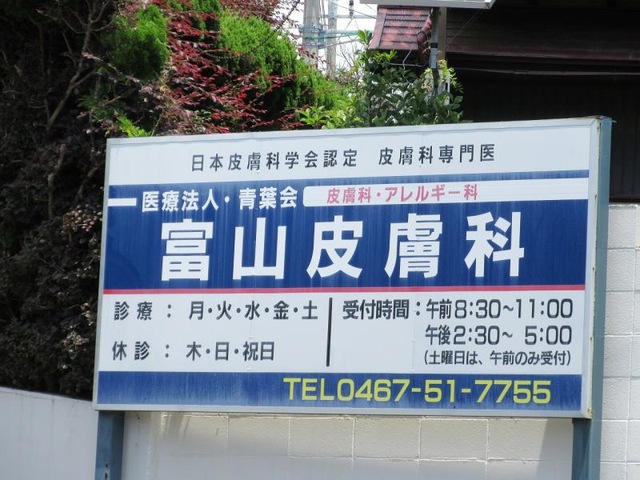 日本皮膚科学会認定 皮膚科専門医
医療法人・青葉会 皮膚科・アレルギー科
富山皮膚科
診療：月・火・水・金・土
休診：木・日・祝日
受付時間：午前8:30～11:00
午後2:30～ 5:00
(土曜日は、午前のみ受付)
TEL0467-51-7755